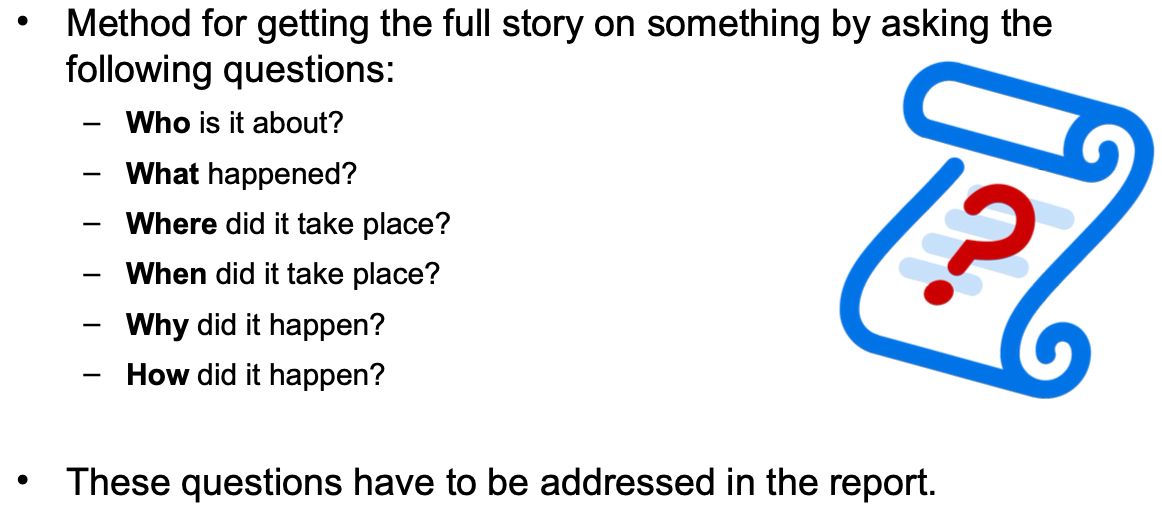 • Method for getting the full story on something by asking the
following questions:
– Who is it about?
– What happened?
– Where did it take place?
– When did it take place?
– Why did it happen?
– How did it happen?
• These questions have to be addressed in the report.
?